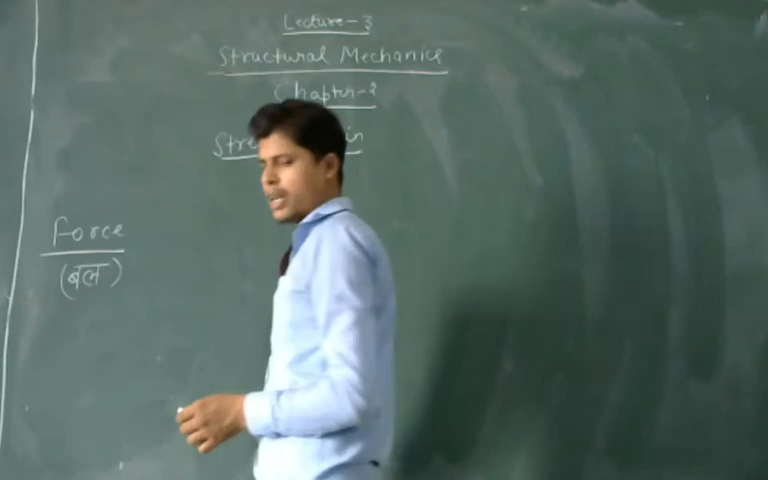 Lecture-3
Structural Mechanics
Chapter-2
Force
(बल)